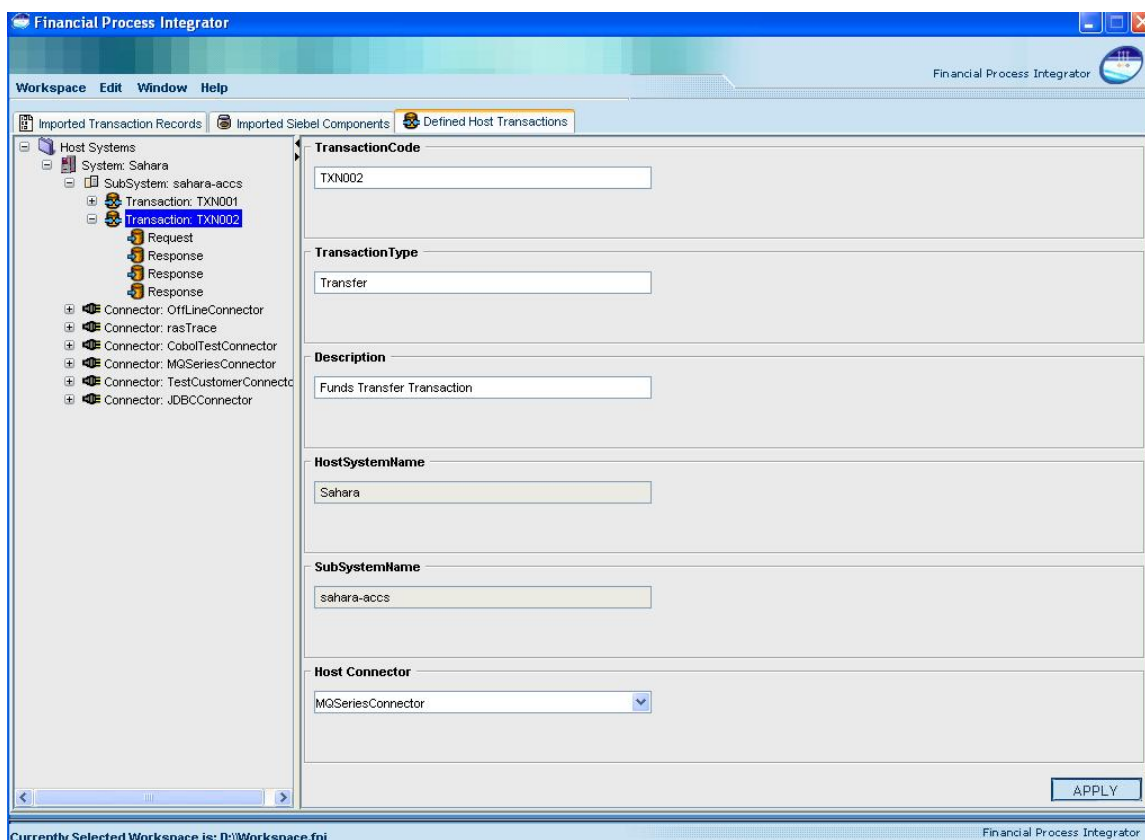 Financial Process Integrator
Financial Process Integrator
Workspace Edit Window Help
Imported Transaction Records Imported Siebel Components Defined Host Transactions
Host Systems
System: Sahara
SubSystem: sahara-accs
Transaction: TXN001
Transaction: TXN002
Request
Response
Response
Response
Connector: OffLineConnector
Connector: rasTrace
Connector: CobolTestConnector
Connector: MQSeriesConnector
Connector: TestCustomerConnecto
Connector: JDBCConnector
TransactionCode
TXN002
TransactionType
Transfer
Description
Funds Transfer Transaction
HostSystemName
Sahara
SubSystemName
sahara-accs
Host Connector
MQSeriesConnector
APPLY
Currently Selected Workspace is: D:\Workspace.fpi
Financial Process Integrator